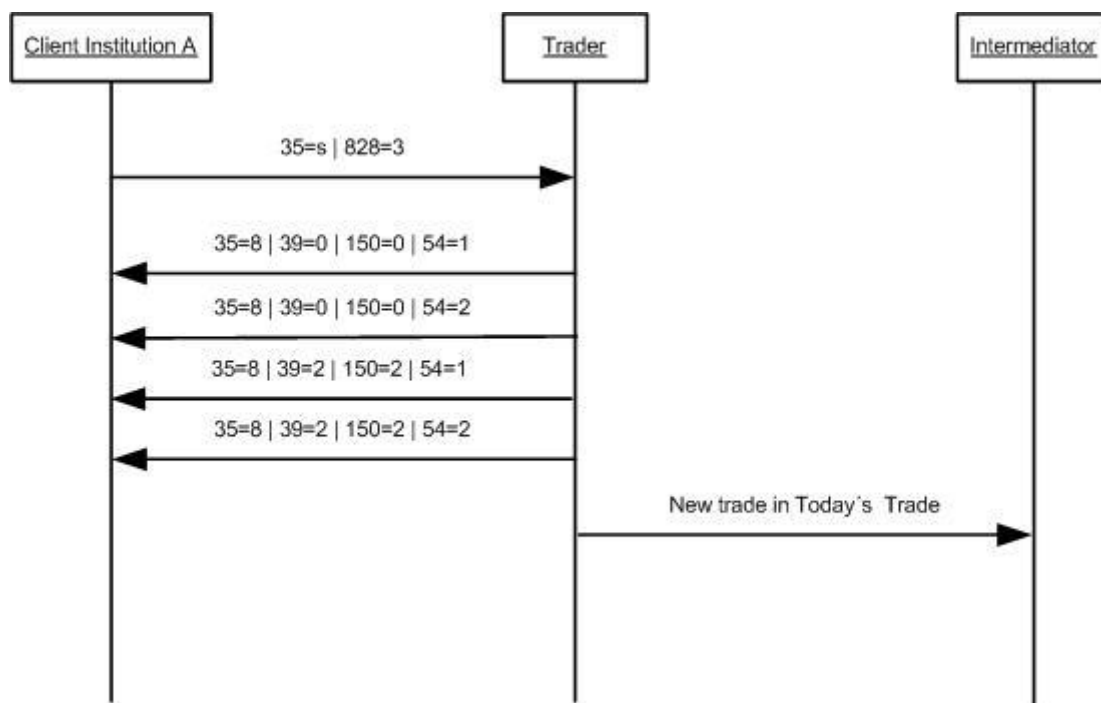 Client Institution A
Trader
Intermediator
35=s | 828=3
35=8 | 39=0 | 150=0 | 54=1
35=8 | 39=0 | 150=0 | 54=2
35=8 | 39=2 | 150=2 | 54=1
35=8 | 39=2 | 150=2 | 54=2
New trade in Today´s Trade